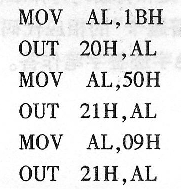 MOV AL,1BH
OUT 20H,AL
MOV AL,50H
OUT 21H,AL
MOV AL,09H
OUT 21H,AL